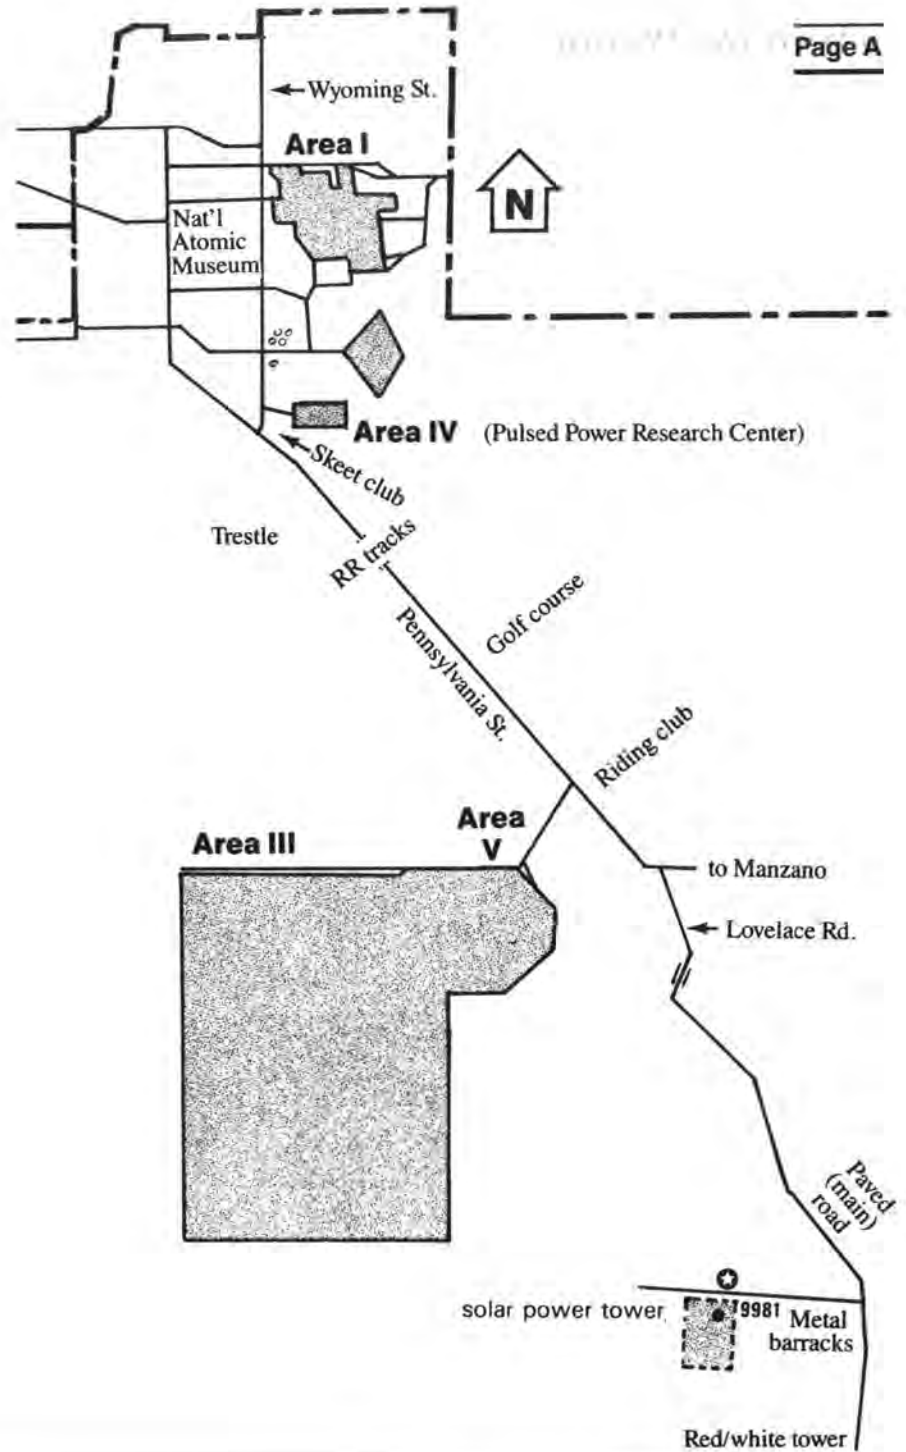 Page A
Wyoming St.
Area I
N
Nat'l
Atomic
Museum
Area IV (Pulsed Power Research Center)
Skeet club
Trestle
RR tracks
Golf course
Pennsylvania St.
Riding club
Area III
Area
V
to Manzano
Lovelace Rd.
Paved
(main)
road
solar power tower
9981
Metal
barracks
Red/white tower